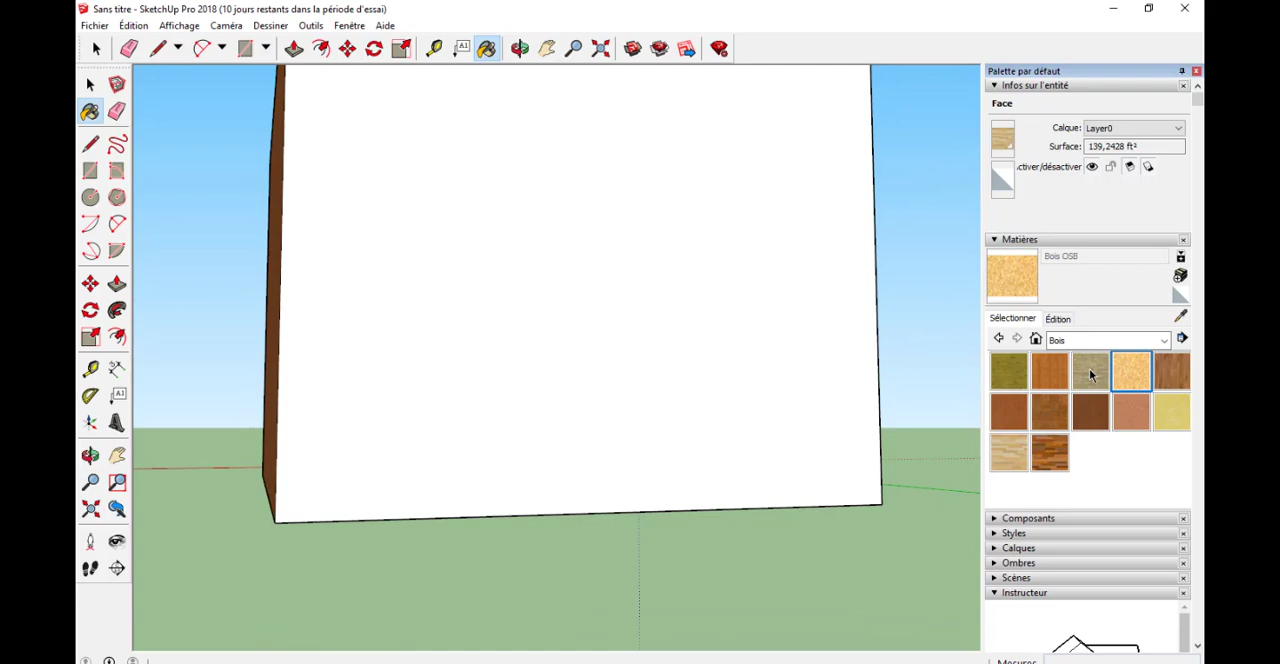 Sans titre - SketchUp Pro 2018 (10 jours restants dans la période d'essai)
Fichier Édition Affichage Caméra Dessiner Outils Fenêtre Aide
Palette par défaut
Infos sur l'entité
Face
Calque: Layer0
Surface: 139,2428 ft²
ctiver/désactiver
Matières
Bois OSB
Sélectionner Édition
Bois
Composants
Styles
Calques
Ombres
Scènes
Instructeur
Mesures